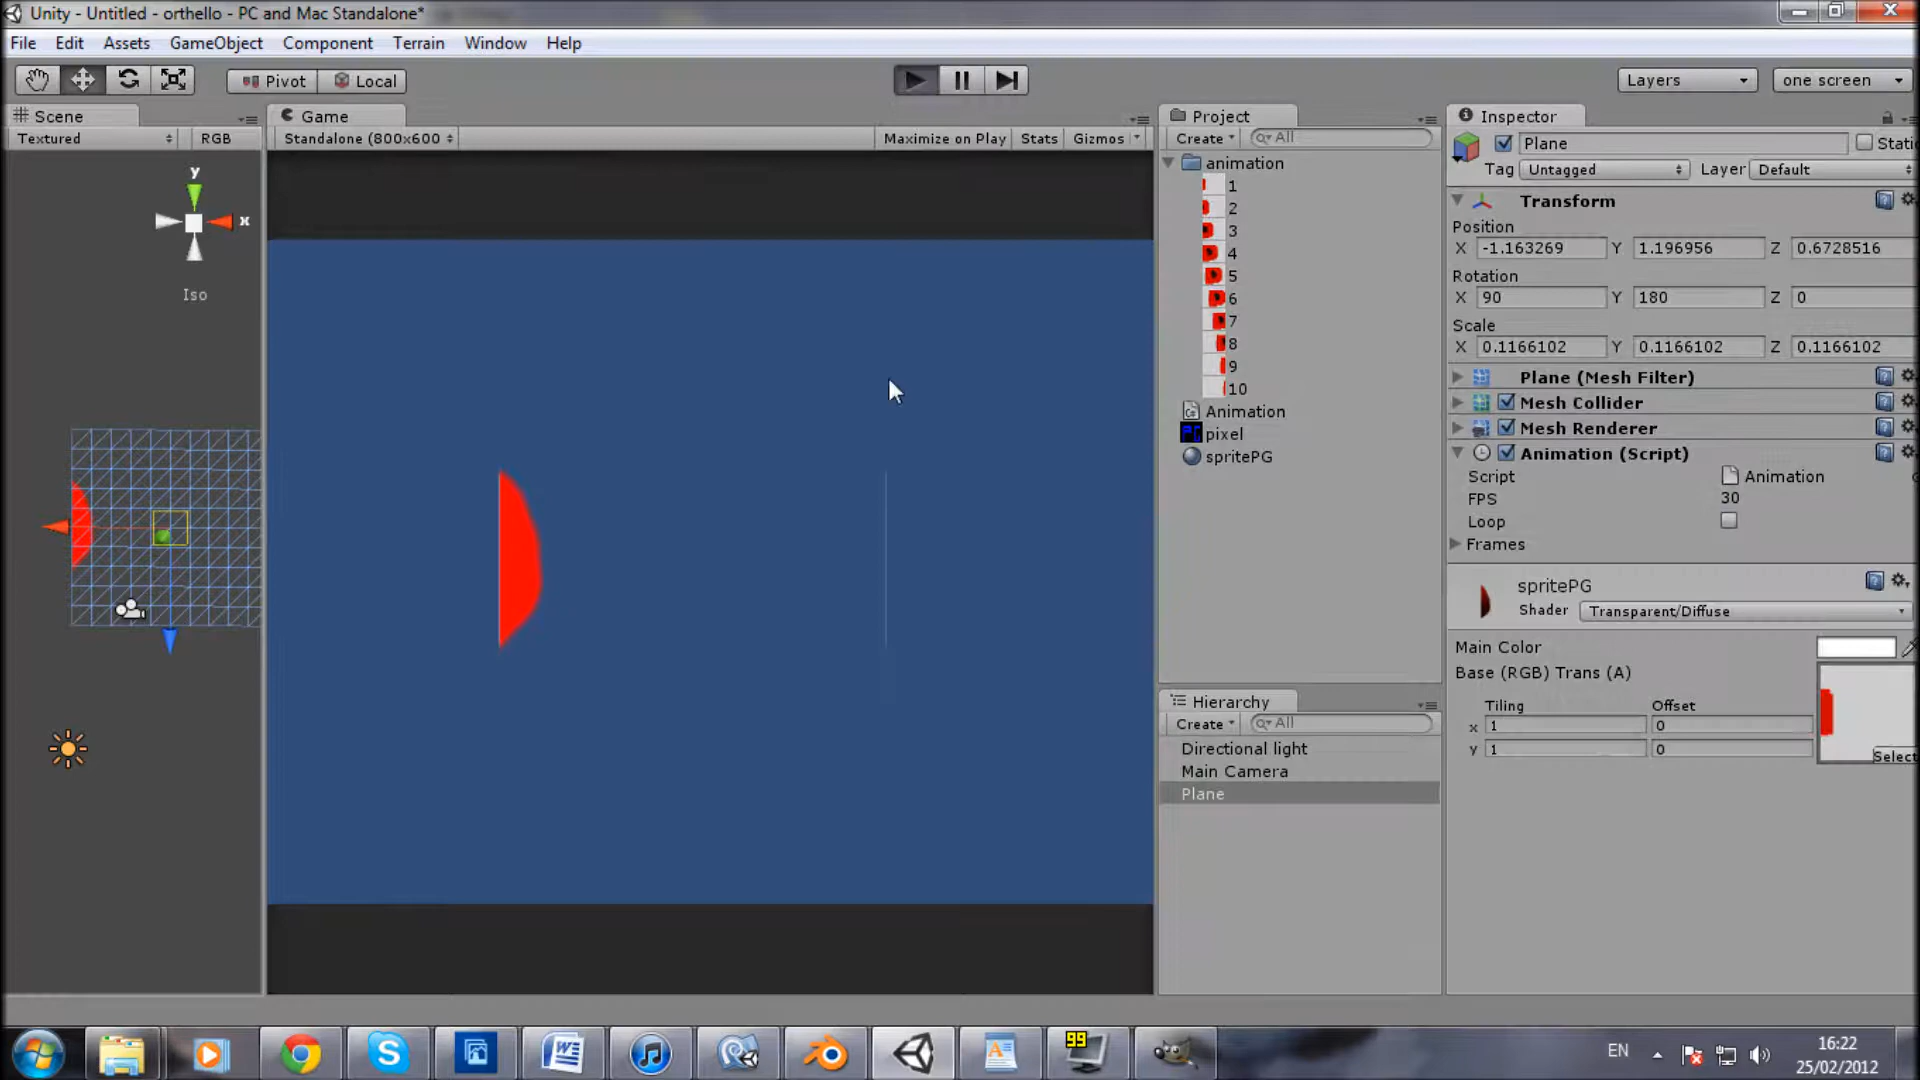 Unity - Untitled - orthello - PC and Mac Standalone*
File Edit Assets GameObject Component Terrain Window Help
Pivot Local Layers one screen
Scene Game Project Inspector
Textured RGB Standalone (800x600 Maximize on Play Stats Gizmos Create All
Plane Stati
Tag Untagged Layer Default
animation
1
2
3
4
5
6
7
8
9
10
Animation
pixel
spritePG
y
x
Iso
Transform
Position
X -1.163269 Y 1.196956 Z 0.6728516
Rotation
X 90 Y 180 Z 0
Scale
X 0.1166102 Y 0.1166102 Z 0.1166102
Plane (Mesh Filter)
Mesh Collider
Mesh Renderer
Animation (Script)
Script Animation
FPS 30
Loop
Frames
spritePG
Shader Transparent/Diffuse
Main Color
Base (RGB) Trans (A)
Tiling Offset
x 1 0
y 1 0
Select
Hierarchy
Create All
Directional light
Main Camera
Plane
99
EN
16:22
25/02/2012